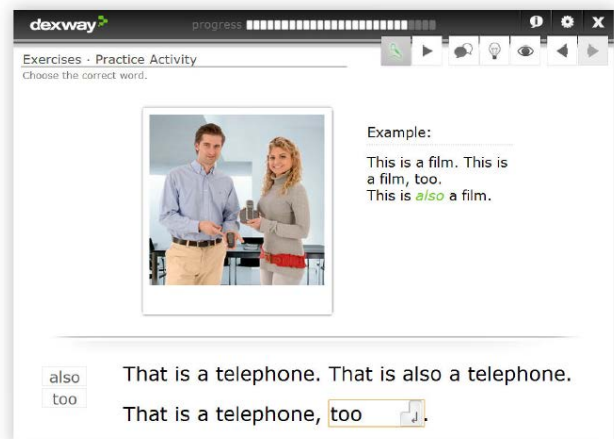 dexway
progress
Exercises · Practice Activity
Choose the correct word.
Example:
This is a film. This is
a film, too.
This is also a film.
also
too
That is a telephone. That is also a telephone.
That is a telephone, too.